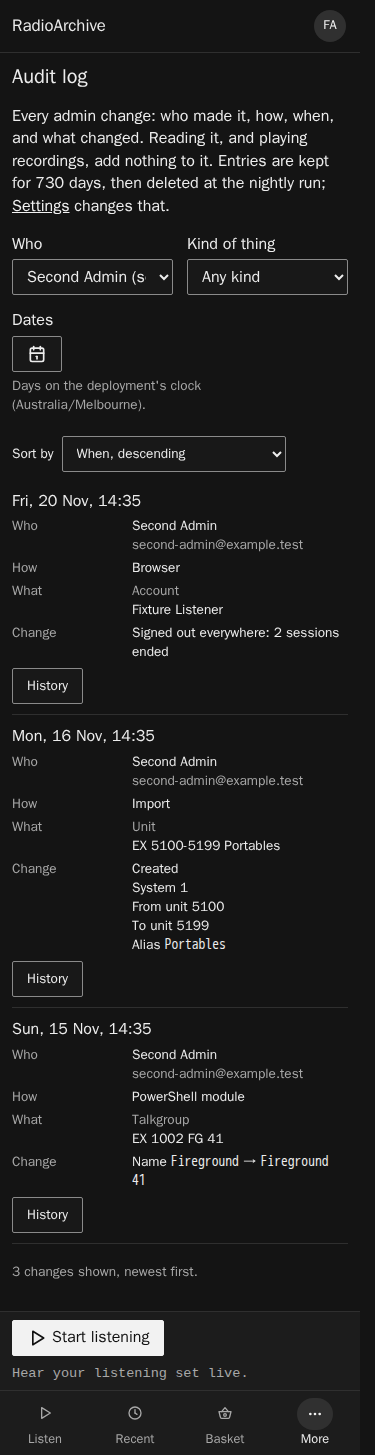 RadioArchive
FA
Audit log
Every admin change: who made it, how, when,
and what changed. Reading it, and playing
recordings, add nothing to it. Entries are kept
for 730 days, then deleted at the nightly run;
Settings changes that.
Who
Kind of thing
Second Admin (s
Any kind
Dates
Days on the deployment's clock
(Australia/Melbourne).
Sort by
When, descending
Fri, 20 Nov, 14:35
Who
Second Admin
second-admin@example.test
How
Browser
What
Account
Fixture Listener
Change
Signed out everywhere: 2 sessions
ended
History
Mon, 16 Nov, 14:35
Who
Second Admin
second-admin@example.test
How
Import
What
Unit
EX 5100-5199 Portables
Change
Created
System 1
From unit 5100
To unit 5199
Alias Portables
History
Sun, 15 Nov, 14:35
Who
Second Admin
second-admin@example.test
How
PowerShell module
What
Talkgroup
EX 1002 FG 41
Change
Name Fireground → Fireground
41
History
3 changes shown, newest first.
Start listening
Hear your listening set live.
Listen
Recent
Basket
More